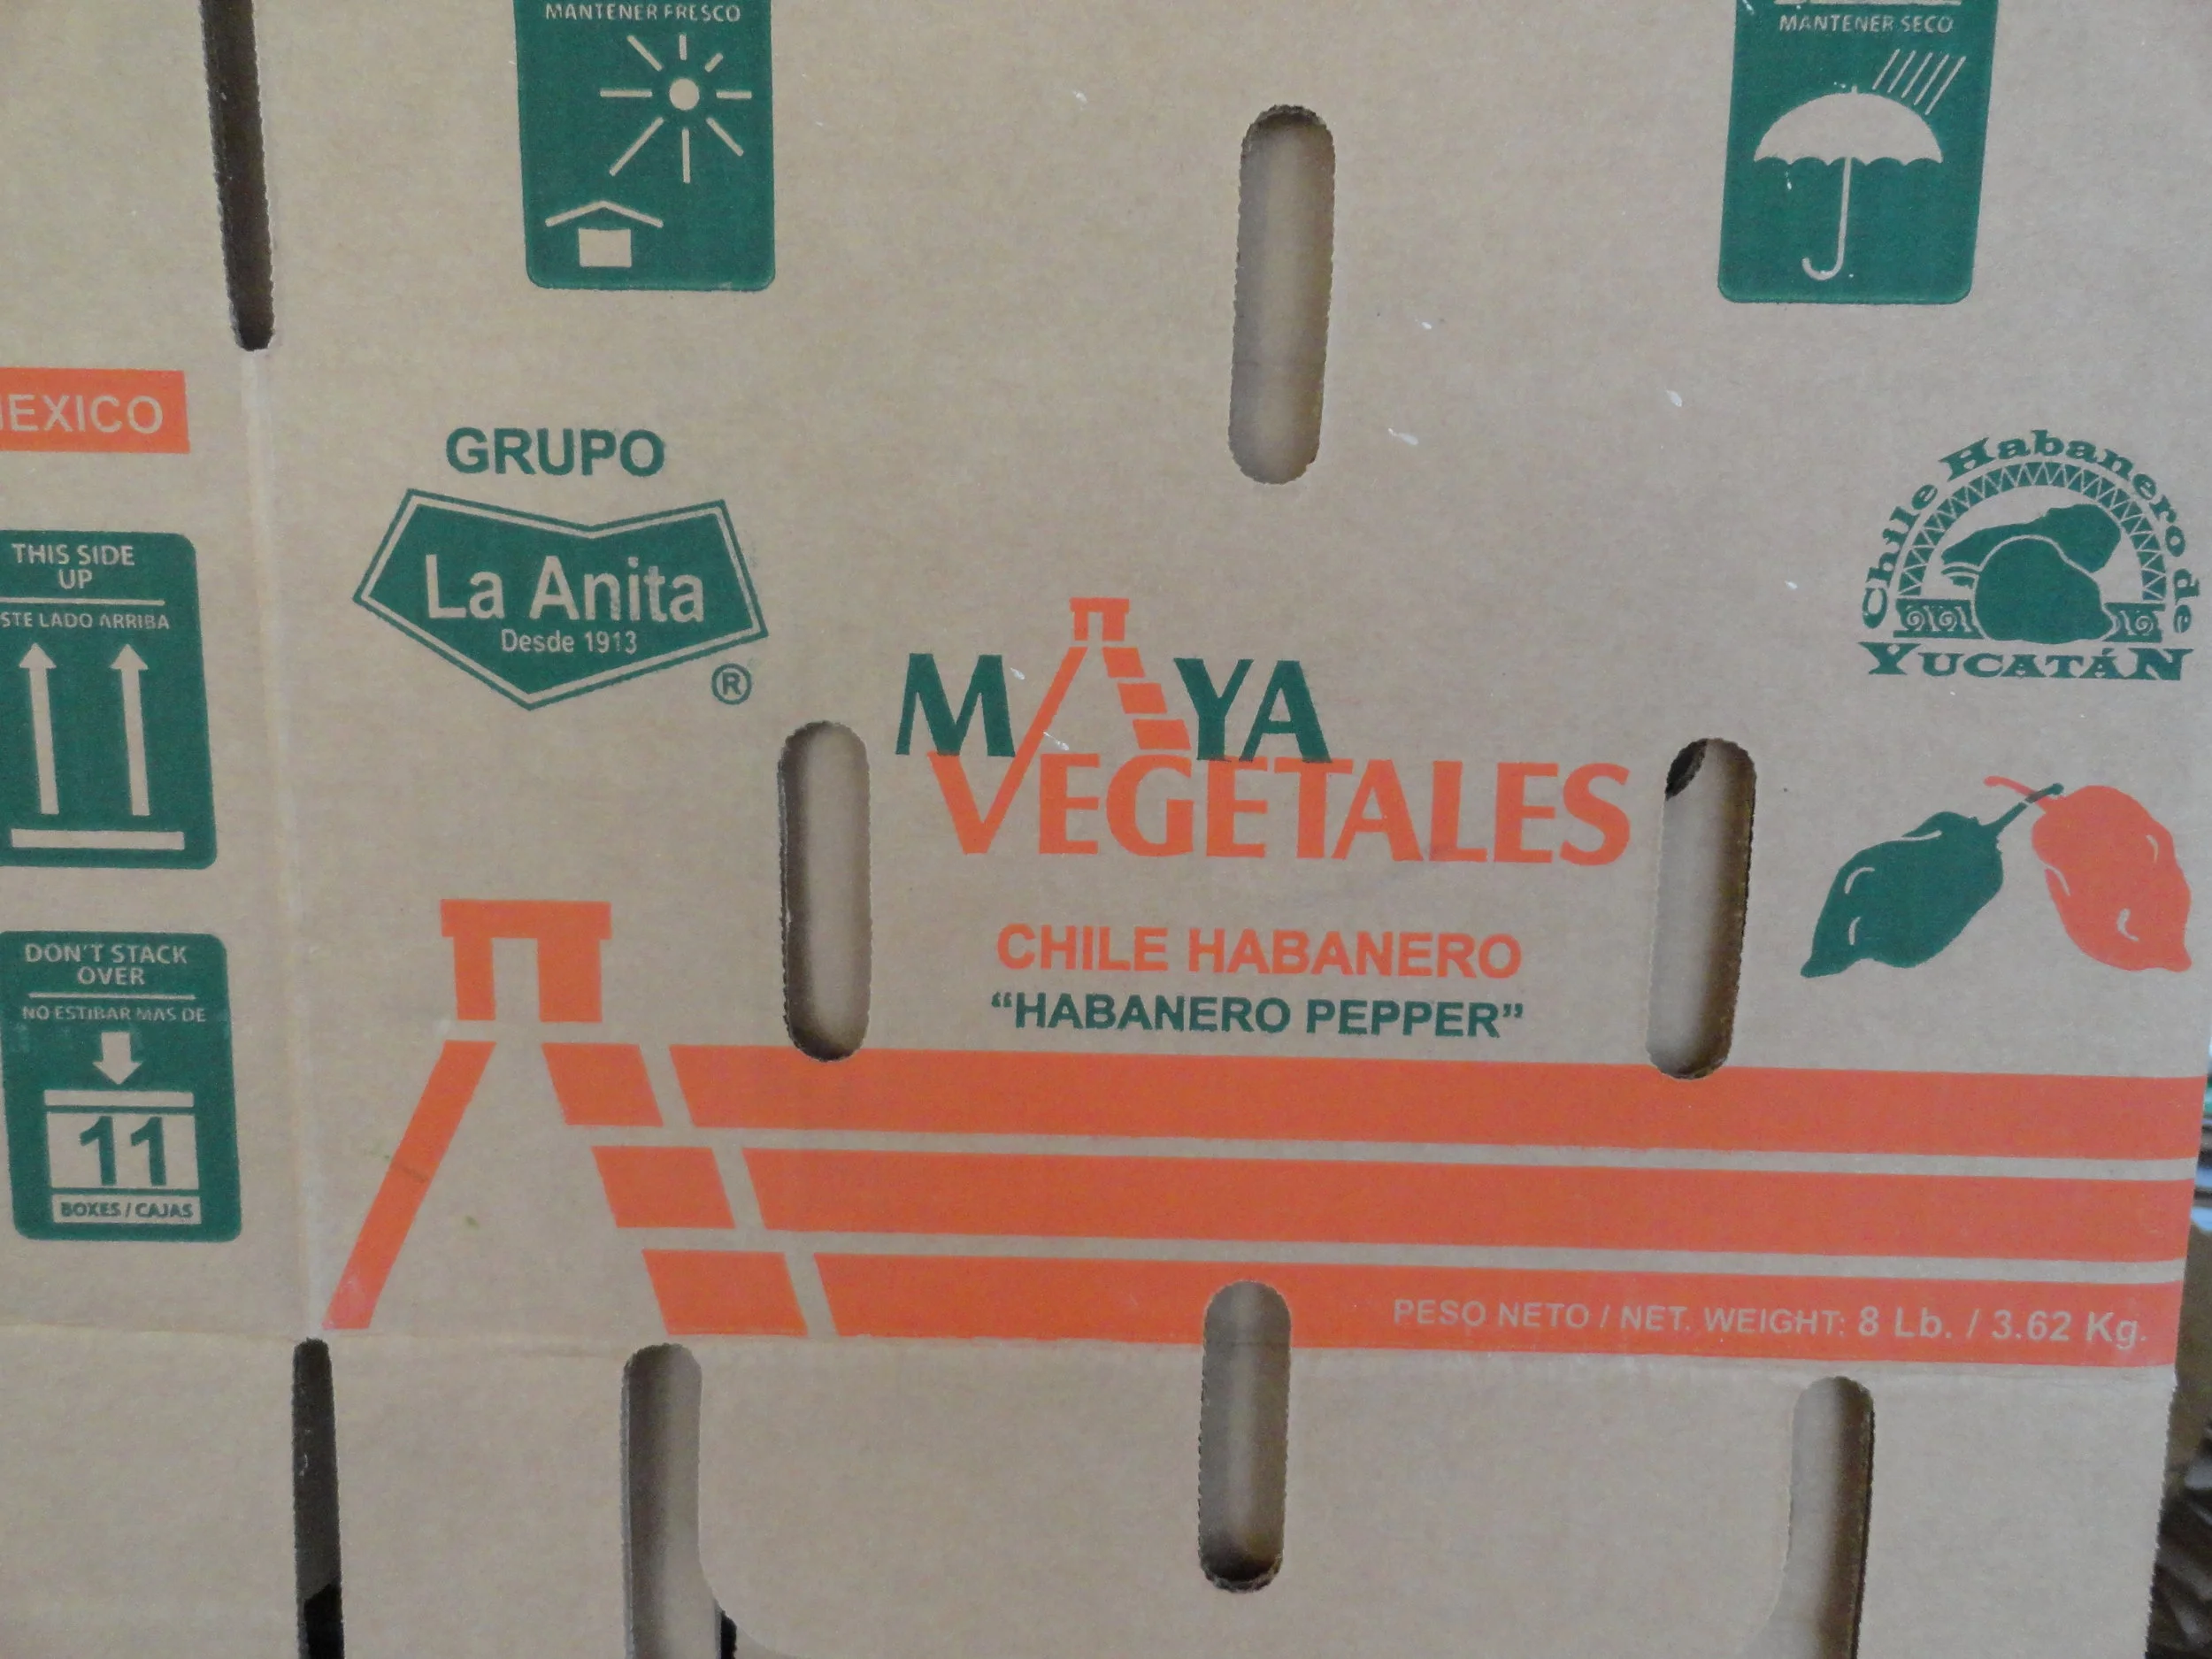 MANTENER FRESCO
MANTENER SECO
MEXICO
THIS SIDE
UP
ESTE LADO ARRIBA
DON'T STACK
OVER
NO ESTIBAR MAS DE
11
BOXES / CAJAS
GRUPO
La Anita
Desde 1913
®
MAYA
VEGETALES
CHILE HABANERO
“HABANERO PEPPER”
Chile Habanero de
YUCATÁN
PESO NETO / NET. WEIGHT: 8 Lb. / 3.62 Kg.